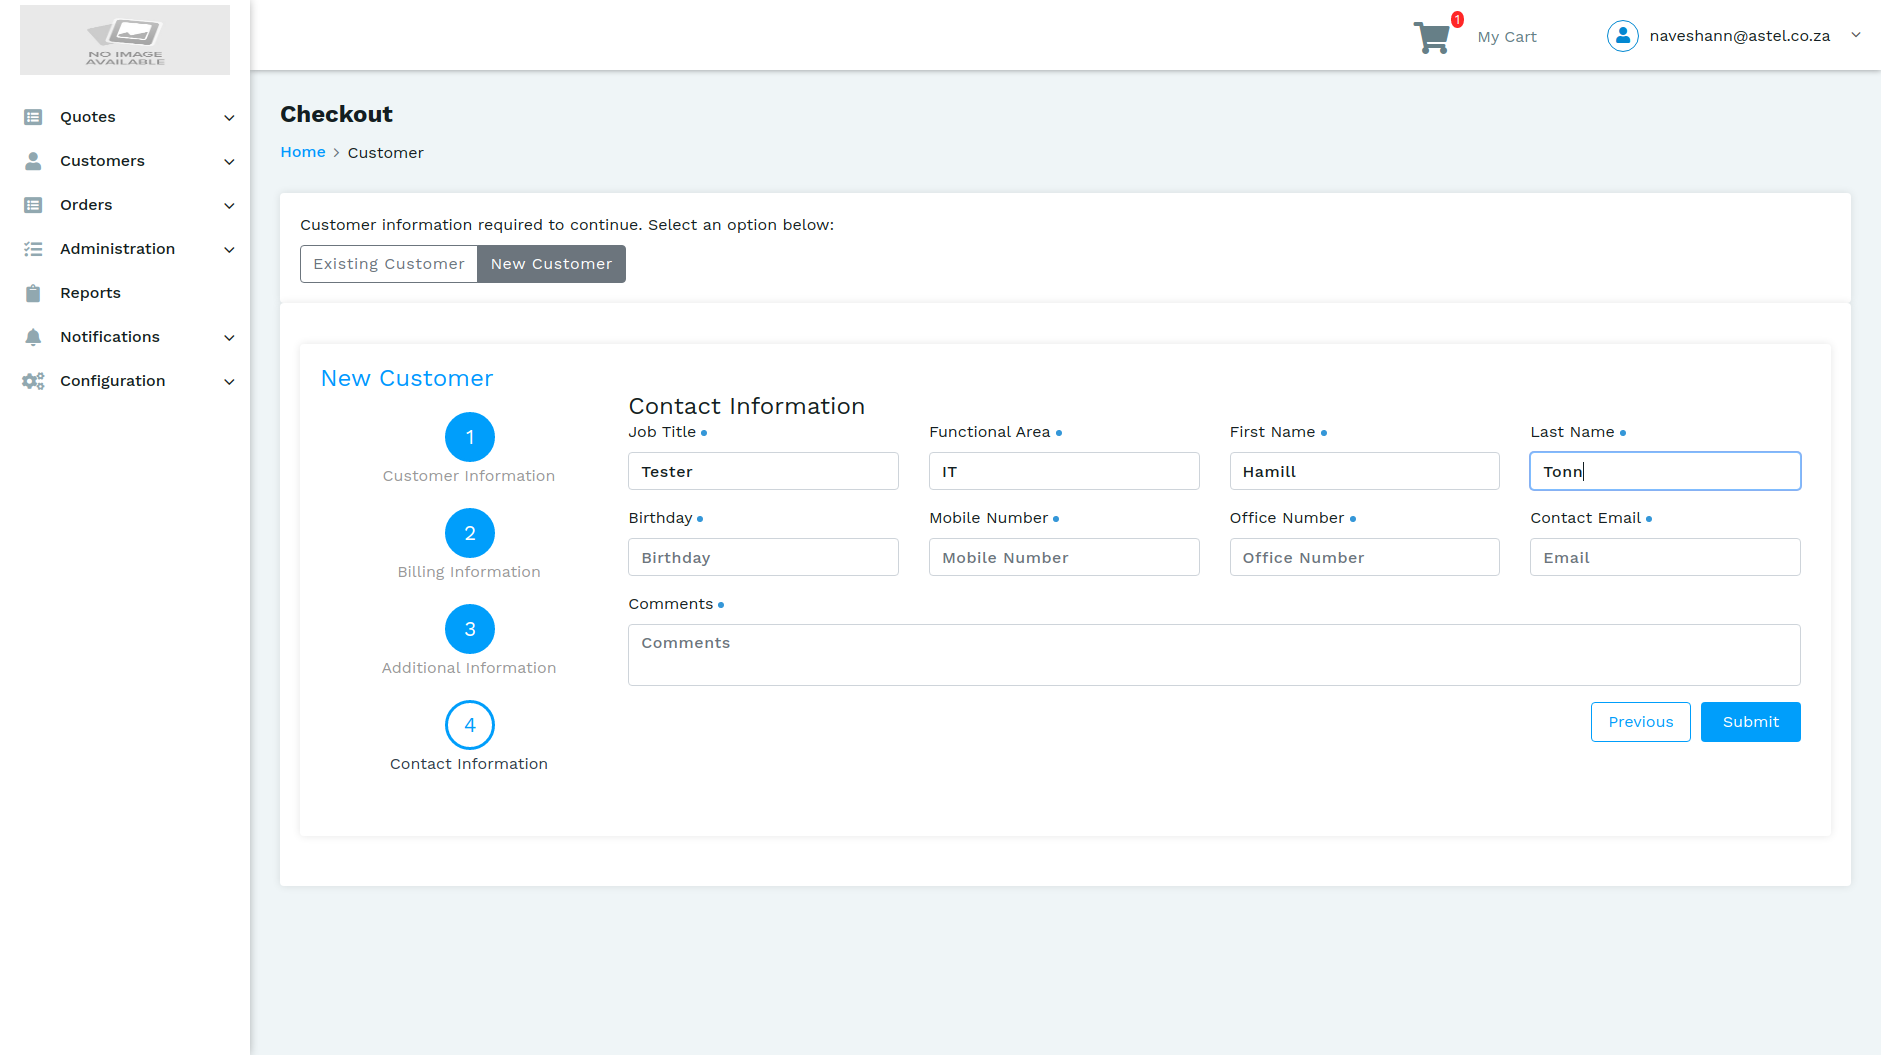 NO IMAGE
AVAILABLE
1
My Cart
naveshann@astel.co.za
Quotes
Customers
Orders
Administration
Reports
Notifications
Configuration
Checkout
Home > Customer
Customer information required to continue. Select an option below:
Existing Customer New Customer
New Customer
1
Customer Information
2
Billing Information
3
Additional Information
4
Contact Information
Contact Information
Job Title Functional Area First Name Last Name
Tester IT Hamill Tonn
Birthday Mobile Number Office Number Contact Email
Birthday Mobile Number Office Number Email
Comments
Comments
Previous Submit